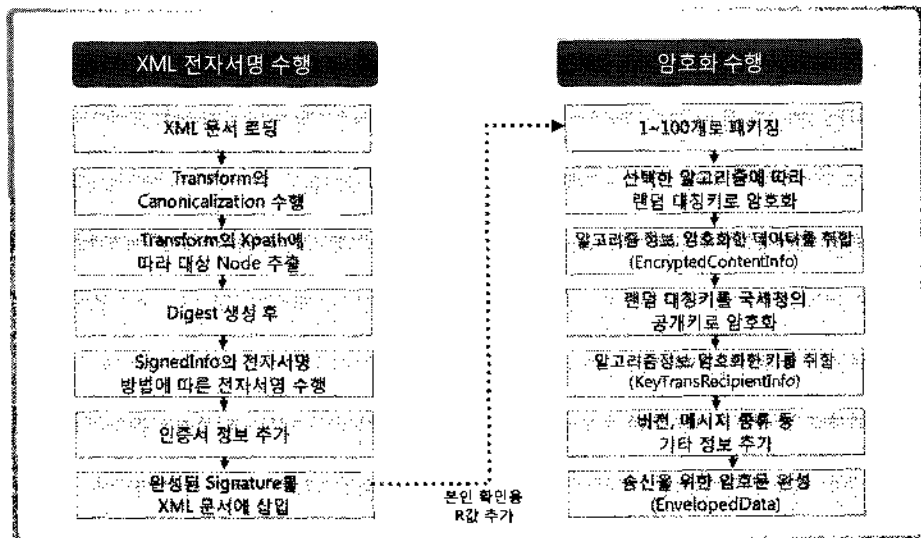 XML 전자서명 수행
XML 문서 로딩
Transform의
Canonicalization 수행
Transform의 Xpath에
따라 대상 Node 추출
Digest 생성 후
SignedInfo의 전자서명
방법에 따른 전자서명 수행
인증서 정보 추가
완성된 Signature를
XML 문서에 삽입
본인 확인용
R값 추가
암호화 수행
1~100개로 패키징
선택한 알고리즘에 따라
랜덤 대칭키로 암호화
알고리즘 정보, 암호화한 데이터를 취합
(EncryptedContentInfo)
랜덤 대칭키를 국세청의
공개키로 암호화
알고리즘정보, 암호화한 키를 취합
(KeyTransRecipientInfo)
버전, 메시지 종류 등
기타 정보 추가
송신을 위한 암호문 완성
(EnvelopedData)